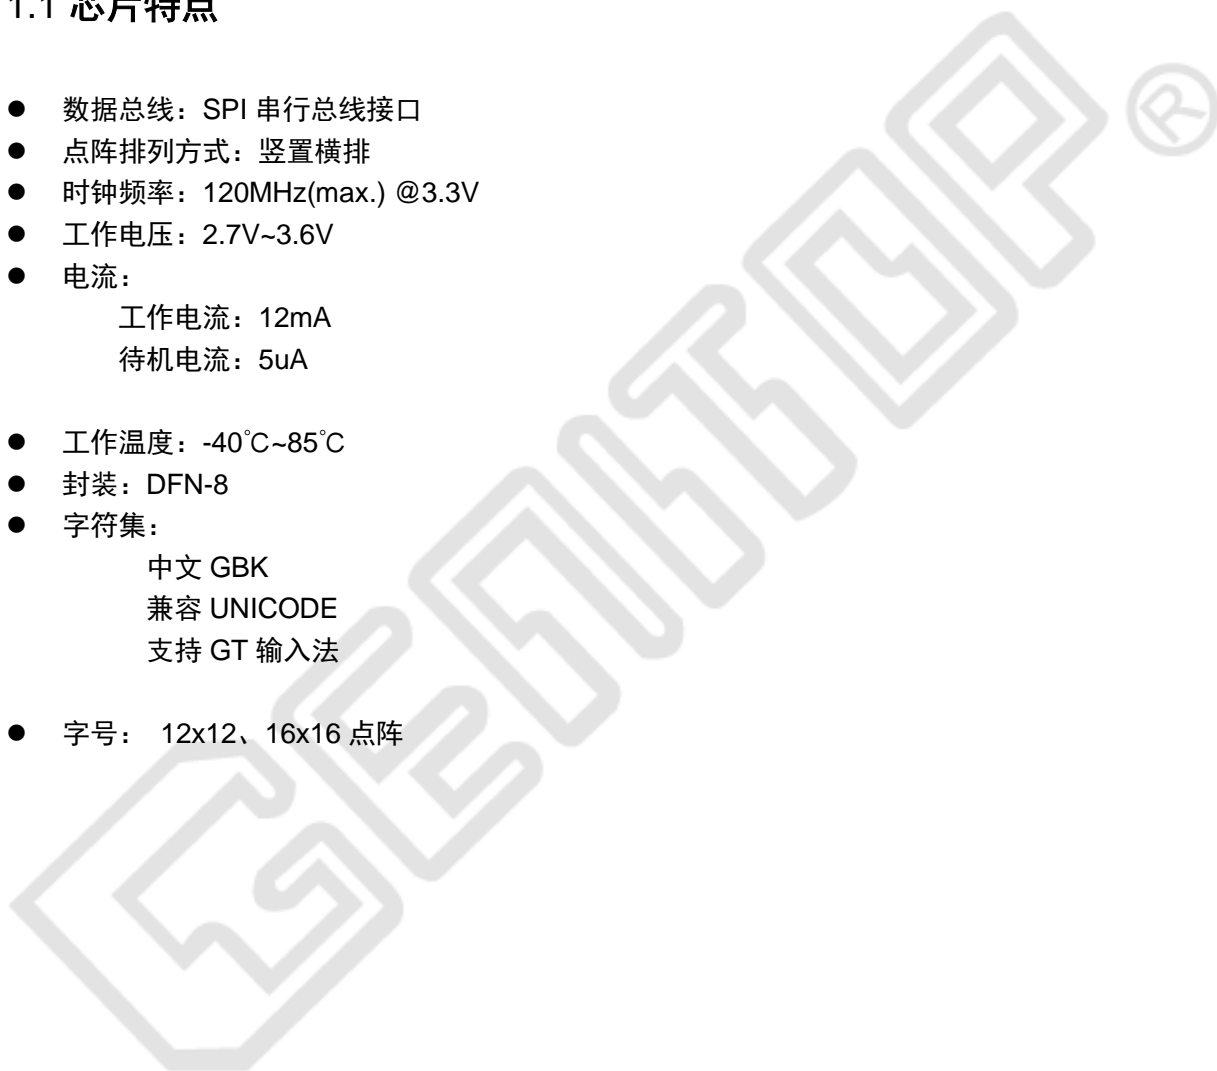 1.1 芯片特点
● 数据总线：SPI 串行总线接口
● 点阵排列方式：竖置横排
● 时钟频率：120MHz(max.) @3.3V
● 工作电压：2.7V~3.6V
● 电流：
工作电流：12mA
待机电流：5uA
● 工作温度：-40℃~85℃
● 封装：DFN-8
● 字符集：
中文 GBK
兼容 UNICODE
支持 GT 输入法
● 字号： 12x12、16x16 点阵
GENITOP®